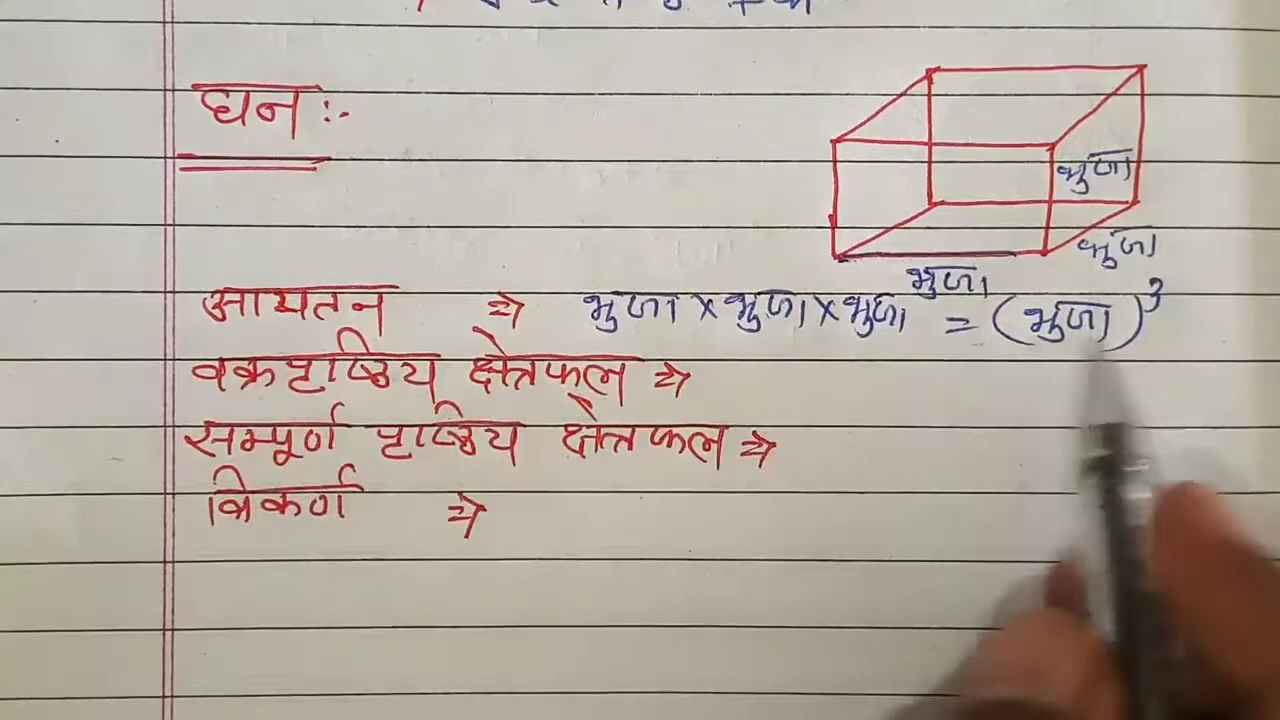 घन :-
भुजा
भुजा
भुजा
आयतन ⇒ भुजा × भुजा × भुजा = (भुजा)³
वक्रपृष्ठिय क्षेत्रफल ⇒
सम्पूर्ण पृष्ठिय क्षेत्रफल ⇒
विकर्ण ⇒